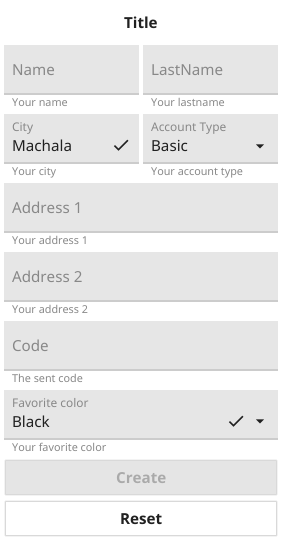 Title
Name LastName
Your name Your lastname
City Account Type
Machala Basic
Your city Your account type
Address 1
Your address 1
Address 2
Your address 2
Code
The sent code
Favorite color
Black
Your favorite color
Create
Reset